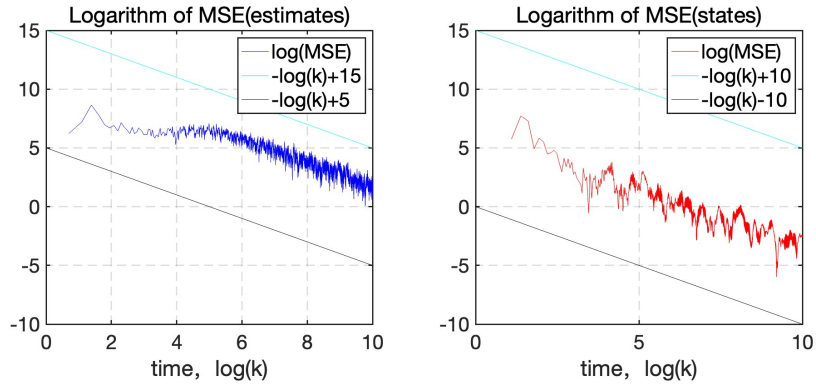 Logarithm of MSE(estimates)
15
10
5
0
-5
-10
0
2
4
6
8
10
time, log(k)
log(MSE)
-log(k)+15
-log(k)+5
Logarithm of MSE(states)
15
10
5
0
-5
-10
0
5
10
time, log(k)
log(MSE)
-log(k)+10
-log(k)-10